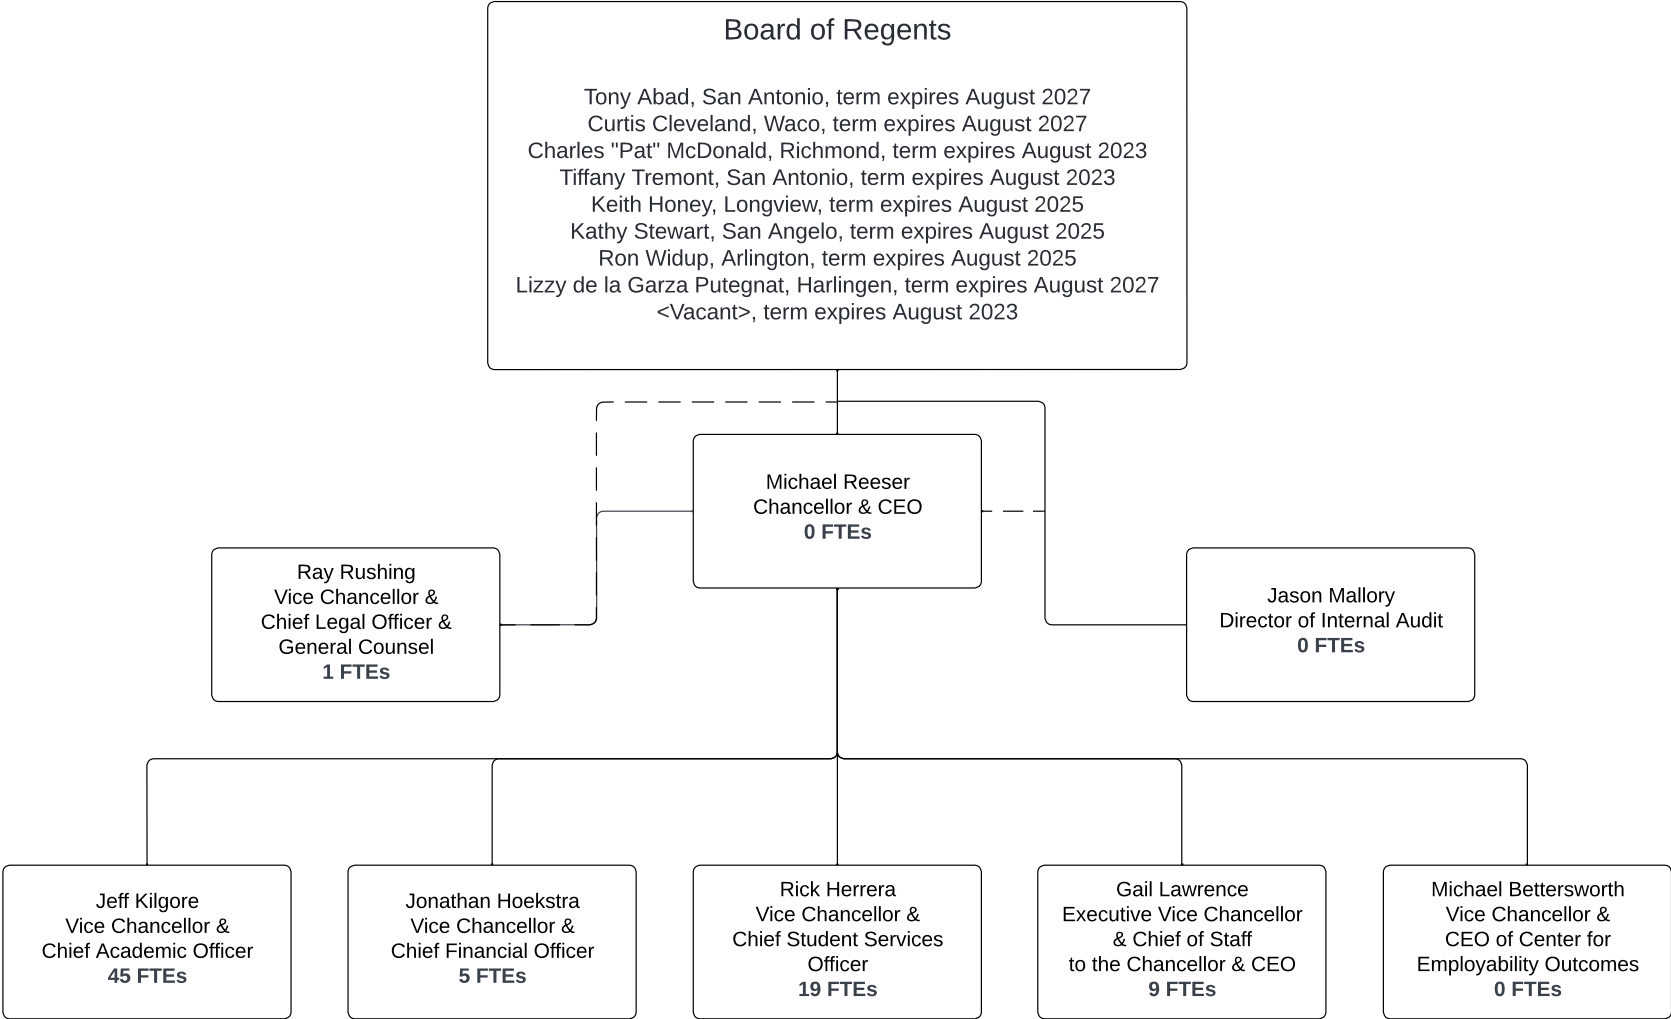 Board of Regents
Tony Abad, San Antonio, term expires August 2027
Curtis Cleveland, Waco, term expires August 2027
Charles "Pat" McDonald, Richmond, term expires August 2023
Tiffany Tremont, San Antonio, term expires August 2023
Keith Honey, Longview, term expires August 2025
Kathy Stewart, San Angelo, term expires August 2025
Ron Widup, Arlington, term expires August 2025
Lizzy de la Garza Putegnat, Harlingen, term expires August 2027
<Vacant>, term expires August 2023
Michael Reeser
Chancellor & CEO
0 FTEs
Ray Rushing
Vice Chancellor &
Chief Legal Officer &
General Counsel
1 FTEs
Jason Mallory
Director of Internal Audit
0 FTEs
Jeff Kilgore
Vice Chancellor &
Chief Academic Officer
45 FTEs
Jonathan Hoekstra
Vice Chancellor &
Chief Financial Officer
5 FTEs
Rick Herrera
Vice Chancellor &
Chief Student Services
Officer
19 FTEs
Gail Lawrence
Executive Vice Chancellor
& Chief of Staff
to the Chancellor & CEO
9 FTEs
Michael Bettersworth
Vice Chancellor &
CEO of Center for
Employability Outcomes
0 FTEs